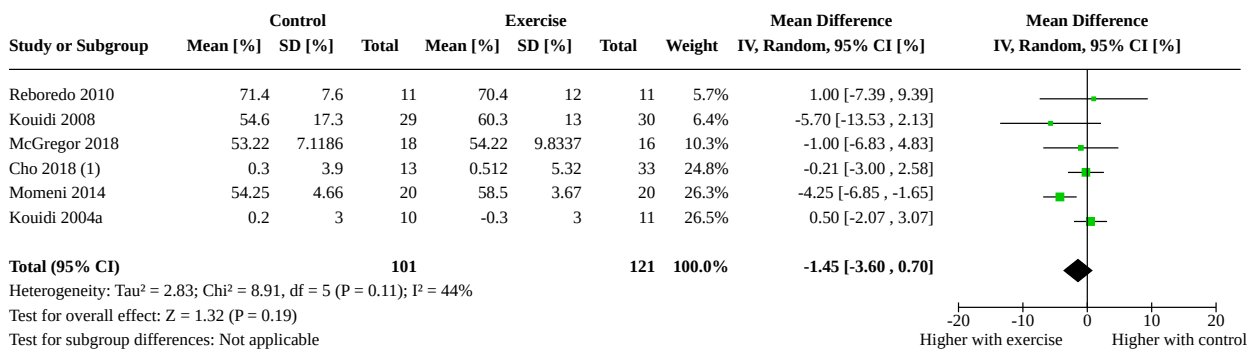 Control Exercise Mean Difference Mean Difference
Study or Subgroup Mean [%] SD [%] Total Mean [%] SD [%] Total Weight IV, Random, 95% CI [%] IV, Random, 95% CI [%]
Reboredo 2010 71.4 7.6 11 70.4 12 11 5.7% 1.00 [-7.39 , 9.39]
Kouidi 2008 54.6 17.3 29 60.3 13 30 6.4% -5.70 [-13.53 , 2.13]
McGregor 2018 53.22 7.1186 18 54.22 9.8337 16 10.3% -1.00 [-6.83 , 4.83]
Cho 2018 (1) 0.3 3.9 13 0.512 5.32 33 24.8% -0.21 [-3.00 , 2.58]
Momeni 2014 54.25 4.66 20 58.5 3.67 20 26.3% -4.25 [-6.85 , -1.65]
Kouidi 2004a 0.2 3 10 -0.3 3 11 26.5% 0.50 [-2.07 , 3.07]
Total (95% CI) 101 121 100.0% -1.45 [-3.60 , 0.70]
Heterogeneity: Tau² = 2.83; Chi² = 8.91, df = 5 (P = 0.11); I² = 44%
Test for overall effect: Z = 1.32 (P = 0.19) -20 -10 0 10 20
Test for subgroup differences: Not applicable Higher with exercise Higher with control